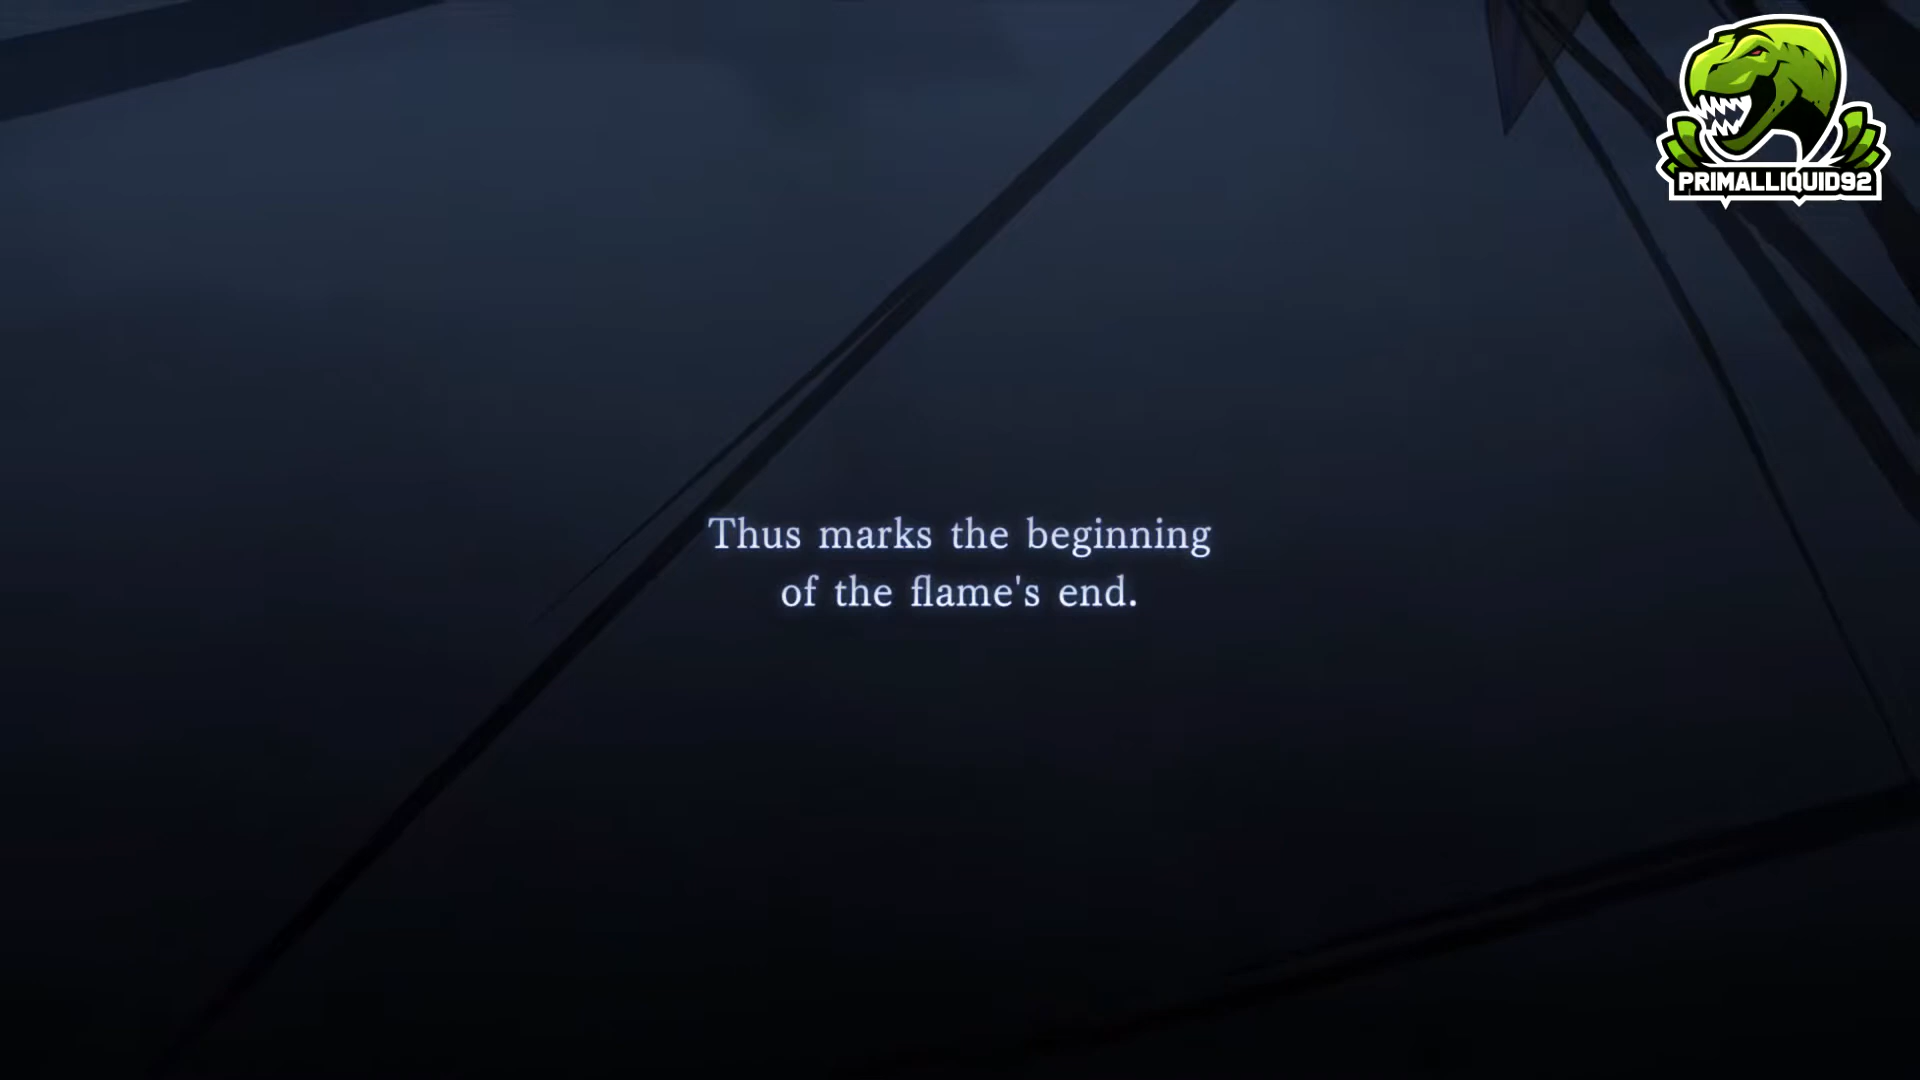 PRIMALLIQUID92
Thus marks the beginning
of the flame's end.